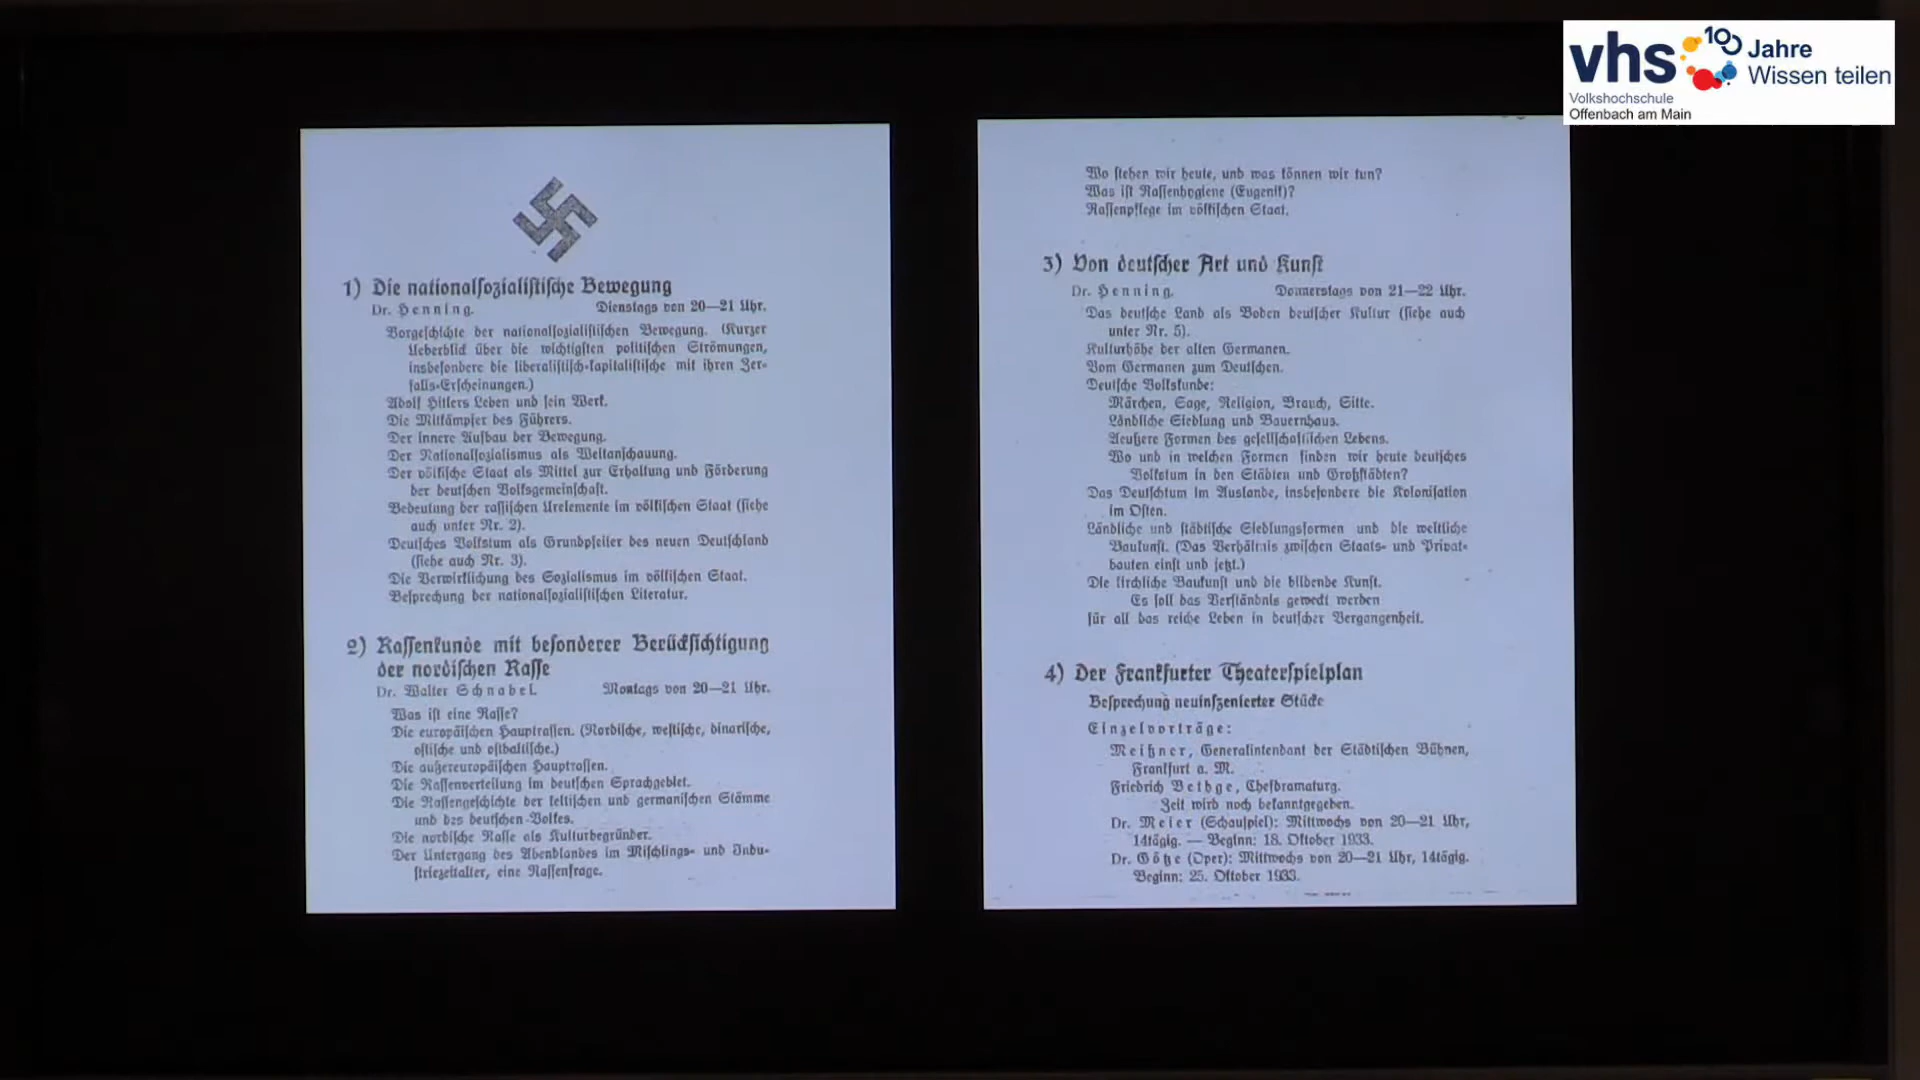 vhs 100 Jahre
Wissen teilen
Volkshochschule
Offenbach am Main
1) Die nationalsozialistische Bewegung
Dr. Henning. Dienstags von 20—21 Uhr.
Vorgeschichte der nationalsozialistischen Bewegung. (Kurzer
Ueberblick über die wichtigsten politischen Strömungen,
insbesondere die liberalistisch-kapitalistische mit ihren Zer-
falls-Erscheinungen.)
Adolf Hitlers Leben und sein Werk.
Die Mitkämpfer des Führers.
Der innere Aufbau der Bewegung.
Der Nationalsozialismus als Weltanschauung.
Der völkische Staat als Mittel zur Erhaltung und Förderung
der deutschen Volksgemeinschaft.
Bedeutung der rassischen Urelemente im völkischen Staat (siehe
auch unter Nr. 2).
Deutsches Volkstum als Grundpfeiler des neuen Deutschland
(siehe auch Nr. 3).
Die Verwirklichung des Sozialismus im völkischen Staat.
Besprechung der nationalsozialistischen Literatur.
2) Rassenkunde mit besonderer Berücksichtigung
der nordischen Rasse
Dr. Walter Schnabel. Montags von 20—21 Uhr.
Was ist eine Rasse?
Die europäischen Hauptrassen. (Nordische, westische, dinarische,
ostische und ostbaltische.)
Die außereuropäischen Hauptrassen.
Die Rassenverteilung im deutschen Sprachgebiet.
Die Rassengeschichte der keltischen und germanischen Stämme
und des deutschen Volkes.
Die nordische Rasse als Kulturbegründer.
Der Untergang des Abendlandes im Mischlings- und Indu-
striezeitalter, eine Rassenfrage.
Wo stehen wir heute, und was können wir tun?
Was ist Rassenhygiene (Eugenik)?
Rassenpflege im völkischen Staat.
3) Von deutscher Art und Kunst
Dr. Henning. Donnerstags von 21—22 Uhr.
Das deutsche Land als Boden deutscher Kultur (siehe auch
unter Nr. 5).
Kulturhöhe der alten Germanen.
Vom Germanen zum Deutschen.
Deutsche Volkskunde:
Märchen, Sage, Religion, Brauch, Sitte.
Ländliche Siedlung und Bauernhaus.
Aeußere Formen des gesellschaftlichen Lebens.
Wo und in welchen Formen finden wir heute deutsches
Volkstum in den Städten und Großstädten?
Das Deutschtum im Auslande, insbesondere die Kolonisation
im Osten.
Ländliche und städtische Siedlungsformen und die weltliche
Baukunst. (Das Verhältnis zwischen Staats- und Privat-
bauten einst und jetzt.)
Die kirchliche Baukunst und die bildende Kunst.
Es soll das Verständnis geweckt werden
für all das reiche Leben in deutscher Vergangenheit.
4) Der Frankfurter Theaterspielplan
Besprechung neuinszenierter Stücke
Einzelvorträge:
Meißner, Generalintendant der Städtischen Bühnen,
Frankfurt a. M.
Friedrich Bethge, Chefdramaturg.
Zeit wird noch bekanntgegeben.
Dr. Meier (Schauspiel): Mittwochs von 20—21 Uhr,
14tägig. — Beginn: 18. Oktober 1933.
Dr. Götze (Oper): Mittwochs von 20—21 Uhr, 14tägig.
Beginn: 25. Oktober 1933.